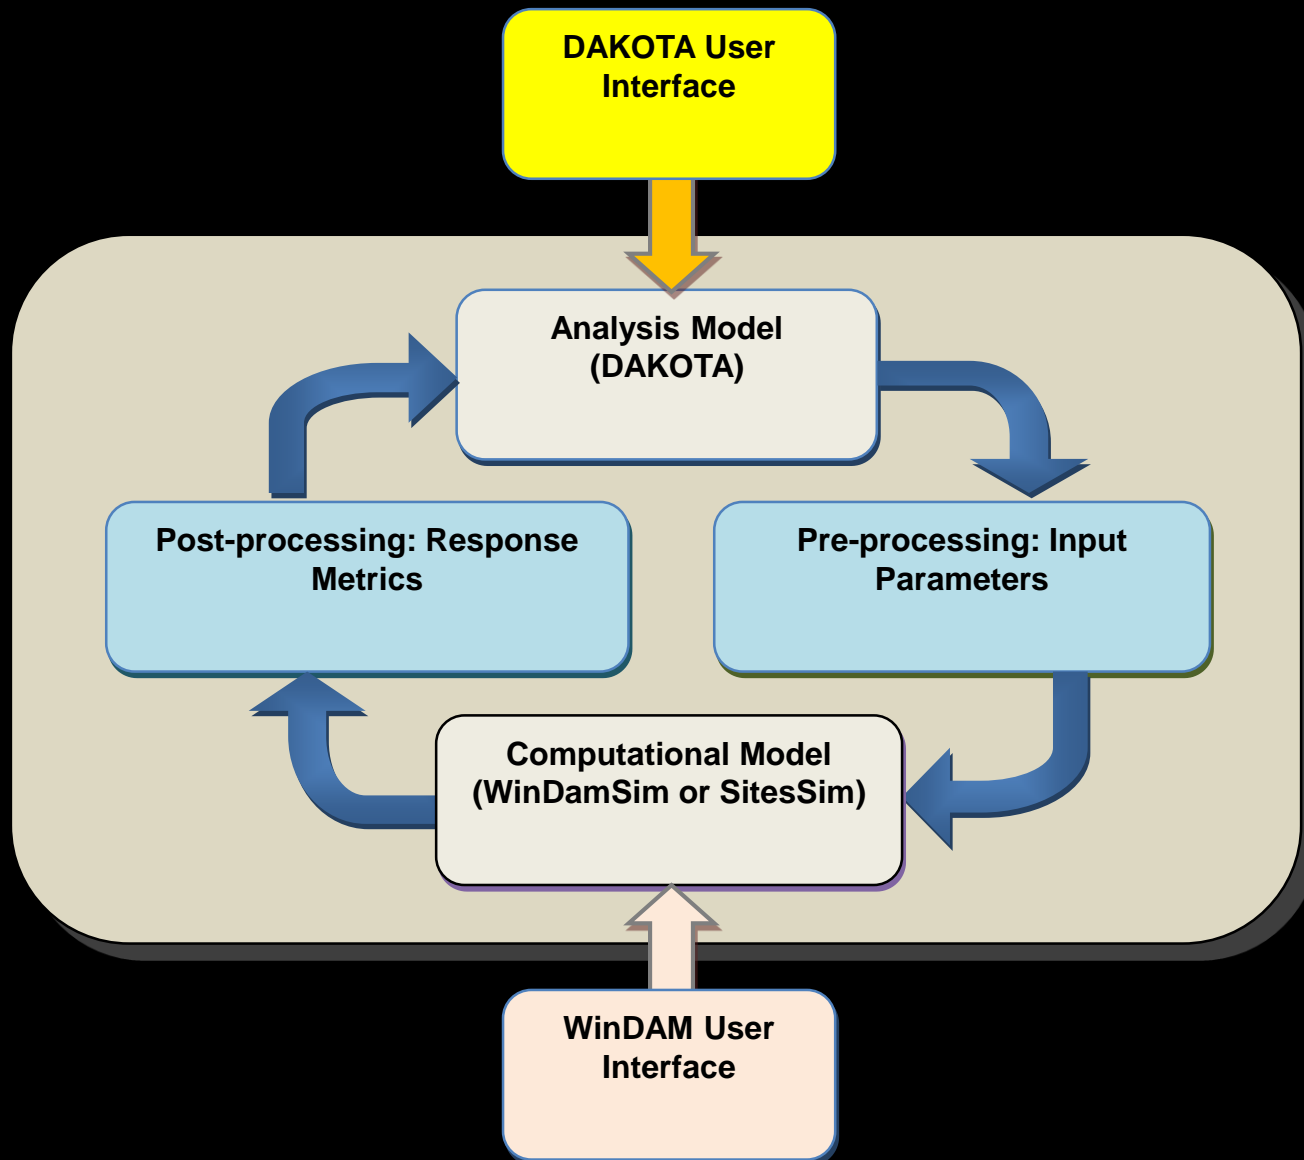 DAKOTA User
Interface
Analysis Model
(DAKOTA)
Post-processing: Response
Metrics
Pre-processing: Input
Parameters
Computational Model
(WinDamSim or SitesSim)
WinDAM User
Interface